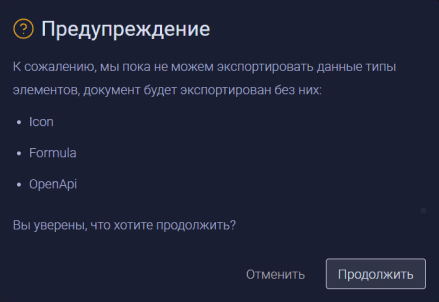 Предупреждение
К сожалению, мы пока не можем экспортировать данные типы
элементов, документ будет экспортирован без них:
• Icon
• Formula
• OpenApi
Вы уверены, что хотите продолжить?
Отменить Продолжить